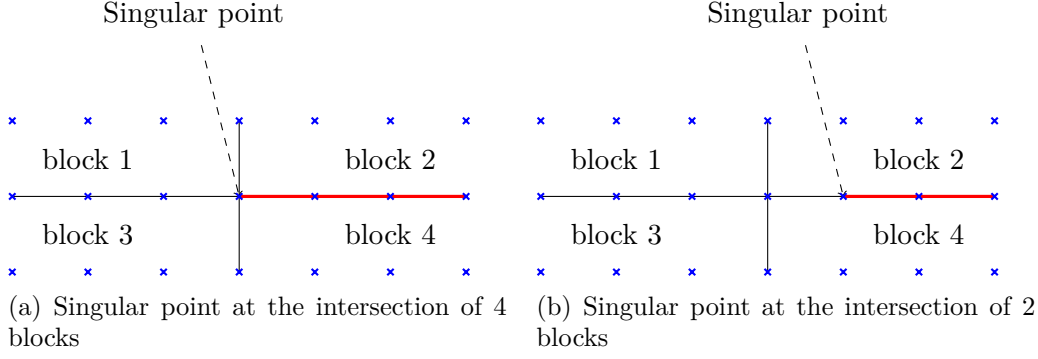 Singular point
Singular point
block 1
block 2
block 1
block 2
block 3
block 4
block 3
block 4
(a) Singular point at the intersection of 4
blocks
(b) Singular point at the intersection of 2
blocks